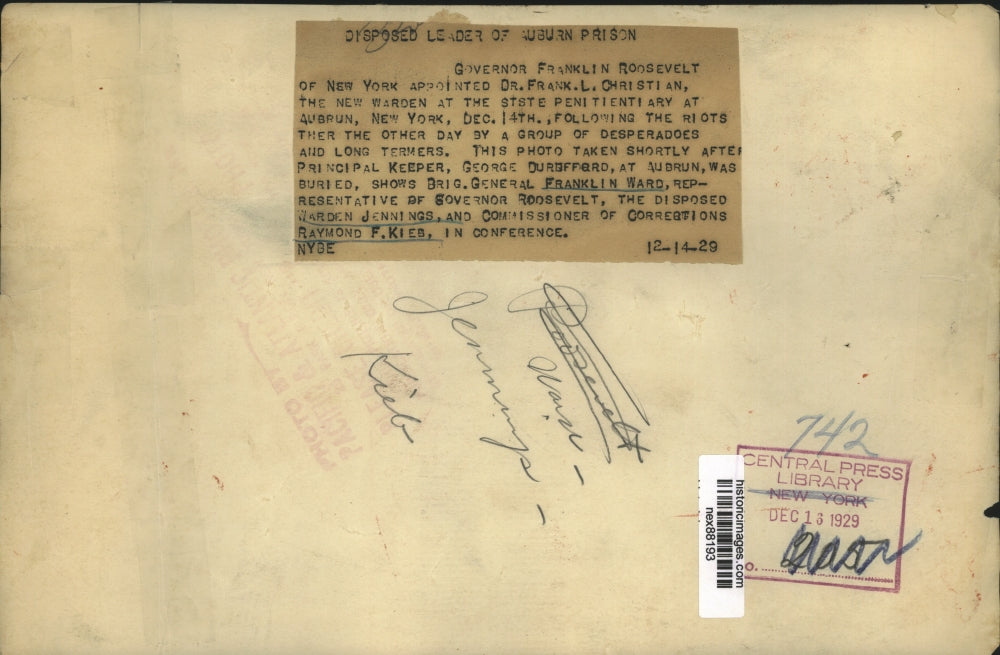 DISPOSED LEADER OF AUBURN PRISON
GOVERNOR FRANKLIN ROOSEVELT
OF NEW YORK APPOINTED DR.FRANK.L.CHRISTIAN,
THE NEW WARDEN AT THE STSTE PENITIENTIARY AT
AUBRUN, NEW YORK, DEC.14TH.,FOLLOWING THE RIOTS
THER THE OTHER DAY BY A GROUP OF DESPERADOES
AND LONG TERMERS. THIS PHOTO TAKEN SHORTLY AFTER
PRINCIPAL KEEPER, GEORGE DURBFFORD, AT AUBRUN, WAS
BURIED, SHOWS BRIG.GENERAL FRANKLIN WARD, REP-
RESENTATIVE OF GOVERNOR ROOSEVELT, THE DISPOSED
WARDEN JENNINGS, AND COMMISSIONER OF CORRECTIONS
RAYMOND F.KIEB, IN CONFERENCE.
NYBE 12-14-29
Roosevelt
Ward -
Jennings -
Kieb
742
CENTRAL PRESS
LIBRARY
NEW YORK
DEC 16 1929
historicimages.com
nex88193
PHOTO BY